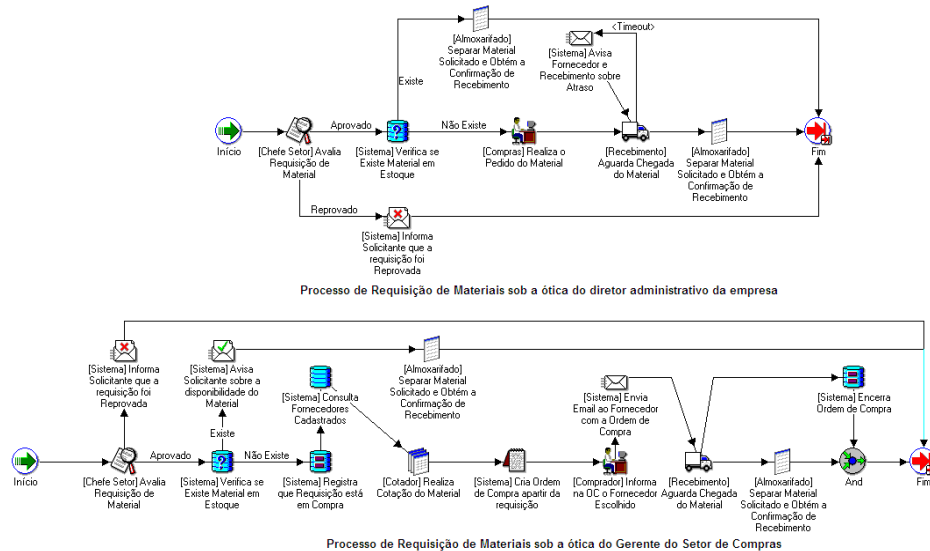 <Timeout>
[Almoxarifado]
Separar Material
Solicitado e Obtém a
Confirmação de
Recebimento
[Sistema] Avisa
Fornecedor e
Recebimento sobre
Atraso
Existe
Aprovado
Não Existe
Início
[Chefe Setor] Avalia
Requisição de
Material
[Sistema] Verifica se
Existe Material em
Estoque
[Compras] Realiza o
Pedido do Material
[Recebimento]
Aguarda Chegada
do Material
[Almoxarifado]
Separar Material
Solicitado e Obtém a
Confirmação de
Recebimento
Fim
Reprovado
[Sistema] Informa
Solicitante que a
requisição foi
Reprovada
Processo de Requisição de Materiais sob a ótica do diretor administrativo da empresa
[Sistema] Informa
Solicitante que a
requisição foi
Reprovada
[Sistema] Avisa
Solicitante sobre a
disponibilidade do
Material
[Sistema] Consulta
Fornecedores
Cadastrados
[Almoxarifado]
Separar Material
Solicitado e Obtém a
Confirmação de
Recebimento
[Sistema] Envia
Email ao Fornecedor
com a Ordem de
Compra
[Sistema] Encerra
Ordem de Compra
Existe
Aprovado
Não Existe
Início
[Chefe Setor] Avalia
Requisição de
Material
[Sistema] Verifica se
Existe Material em
Estoque
[Sistema] Registra
que Requisição está
em Compra
[Cotador] Realiza
Cotação do Material
[Sistema] Cria Ordem
de Compra apartir da
requisição
[Comprador] Informa
na OC o Fornecedor
Escolhido
[Recebimento]
Aguarda Chegada
do Material
[Almoxarifado]
Separar Material
Solicitado e Obtém a
Confirmação de
Recebimento
And
Fim
Processo de Requisição de Materiais sob a ótica do Gerente do Setor de Compras